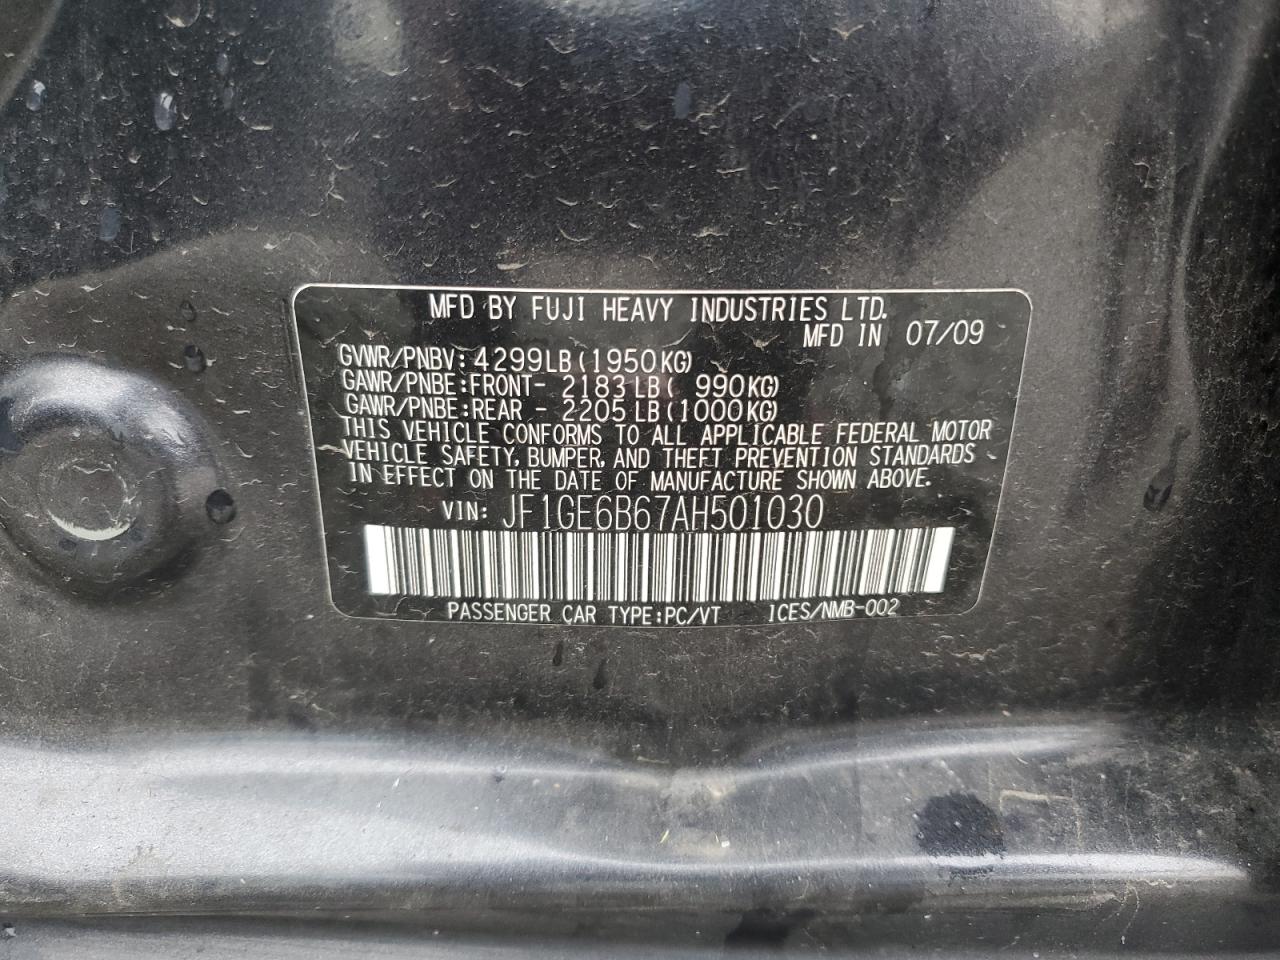 MFD BY FUJI HEAVY INDUSTRIES LTD.
MFD IN 07/09
GVWR/PNBV: 4299LB(1950KG)
GAWR/PNBE:FRONT- 2183LB( 990KG)
GAWR/PNBE:REAR - 2205LB(1000KG)
THIS VEHICLE CONFORMS TO ALL APPLICABLE FEDERAL MOTOR
VEHICLE SAFETY, BUMPER, AND THEFT PREVENTION STANDARDS
IN EFFECT ON THE DATE OF MANUFACTURE SHOWN ABOVE.
VIN: JF1GE6B67AH501030
PASSENGER CAR TYPE:PC/VT ICES/NMB-002